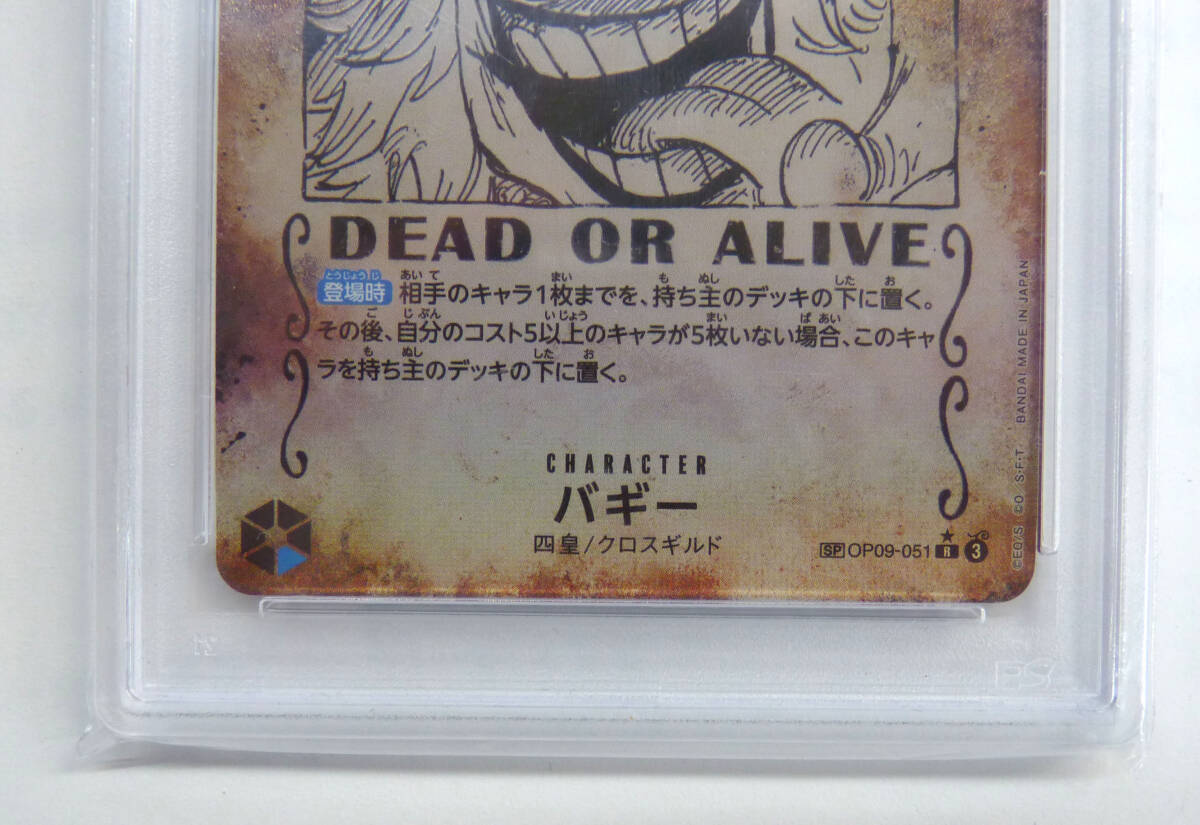 DEAD OR ALIVE
登場時 相手のキャラ1枚までを、持ち主のデッキの下に置く。
その後、自分のコスト5以上のキャラが5枚いない場合、このキャ
ラを持ち主のデッキの下に置く。
CHARACTER
バギー
四皇/クロスギルド
SP OP09-051 R 3
©EO/S ©O S・F・T BANDAI MADE IN JAPAN